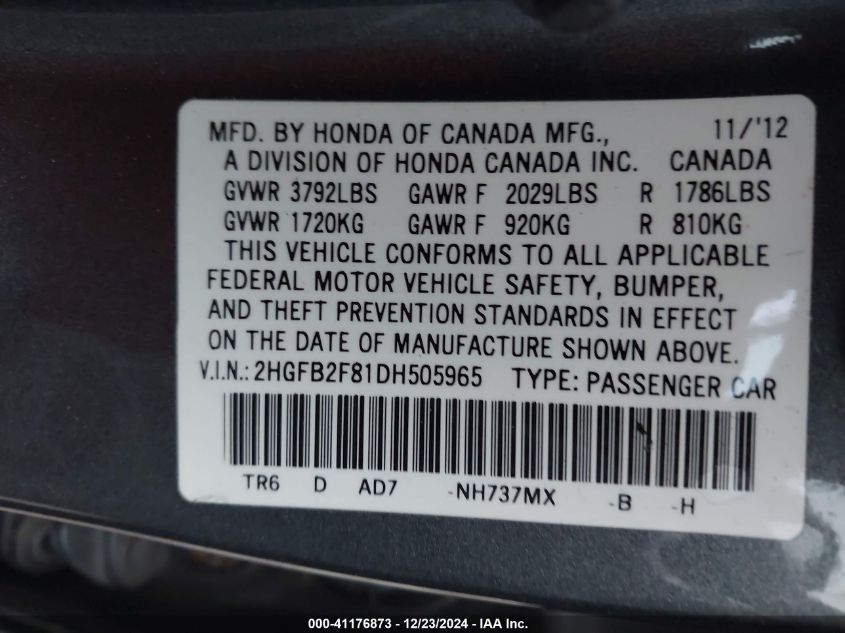 MFD. BY HONDA OF CANADA MFG., 11/'12
A DIVISION OF HONDA CANADA INC. CANADA
GVWR 3792LBS GAWR F 2029LBS R 1786LBS
GVWR 1720KG GAWR F 920KG R 810KG
THIS VEHICLE CONFORMS TO ALL APPLICABLE
FEDERAL MOTOR VEHICLE SAFETY, BUMPER,
AND THEFT PREVENTION STANDARDS IN EFFECT
ON THE DATE OF MANUFACTURE SHOWN ABOVE.
V.I.N.: 2HGFB2F81DH505965 TYPE: PASSENGER CAR
TR6 D AD7 -NH737MX -B -H
000-41176873 - 12/23/2024 - IAA Inc.